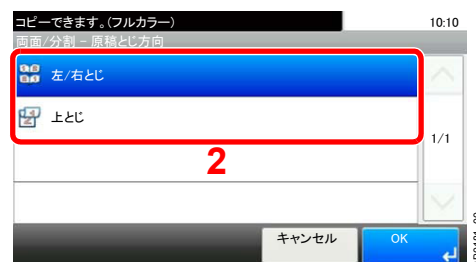 コピーできます。(フルカラー)
10:10
両面/分割 - 原稿とじ方向
左/右とじ
上とじ
1/1
2
キャンセル
OK